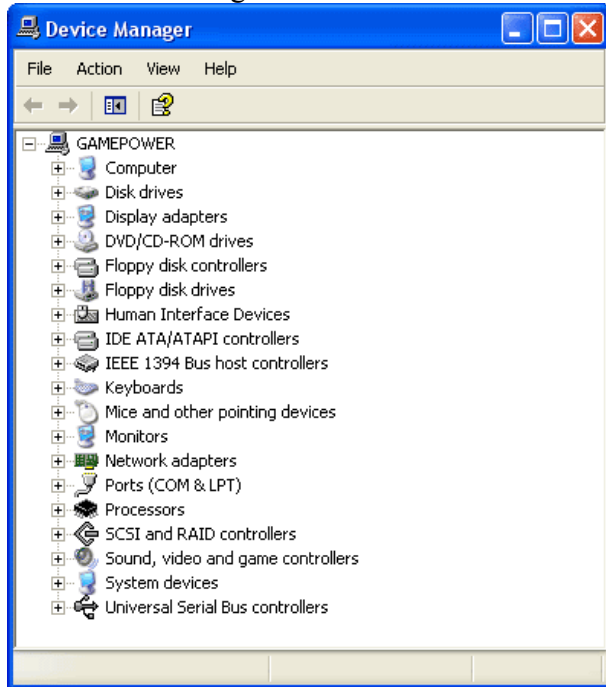 Device Manager
File Action View Help
GAMEPOWER
Computer
Disk drives
Display adapters
DVD/CD-ROM drives
Floppy disk controllers
Floppy disk drives
Human Interface Devices
IDE ATA/ATAPI controllers
IEEE 1394 Bus host controllers
Keyboards
Mice and other pointing devices
Monitors
Network adapters
Ports (COM & LPT)
Processors
SCSI and RAID controllers
Sound, video and game controllers
System devices
Universal Serial Bus controllers